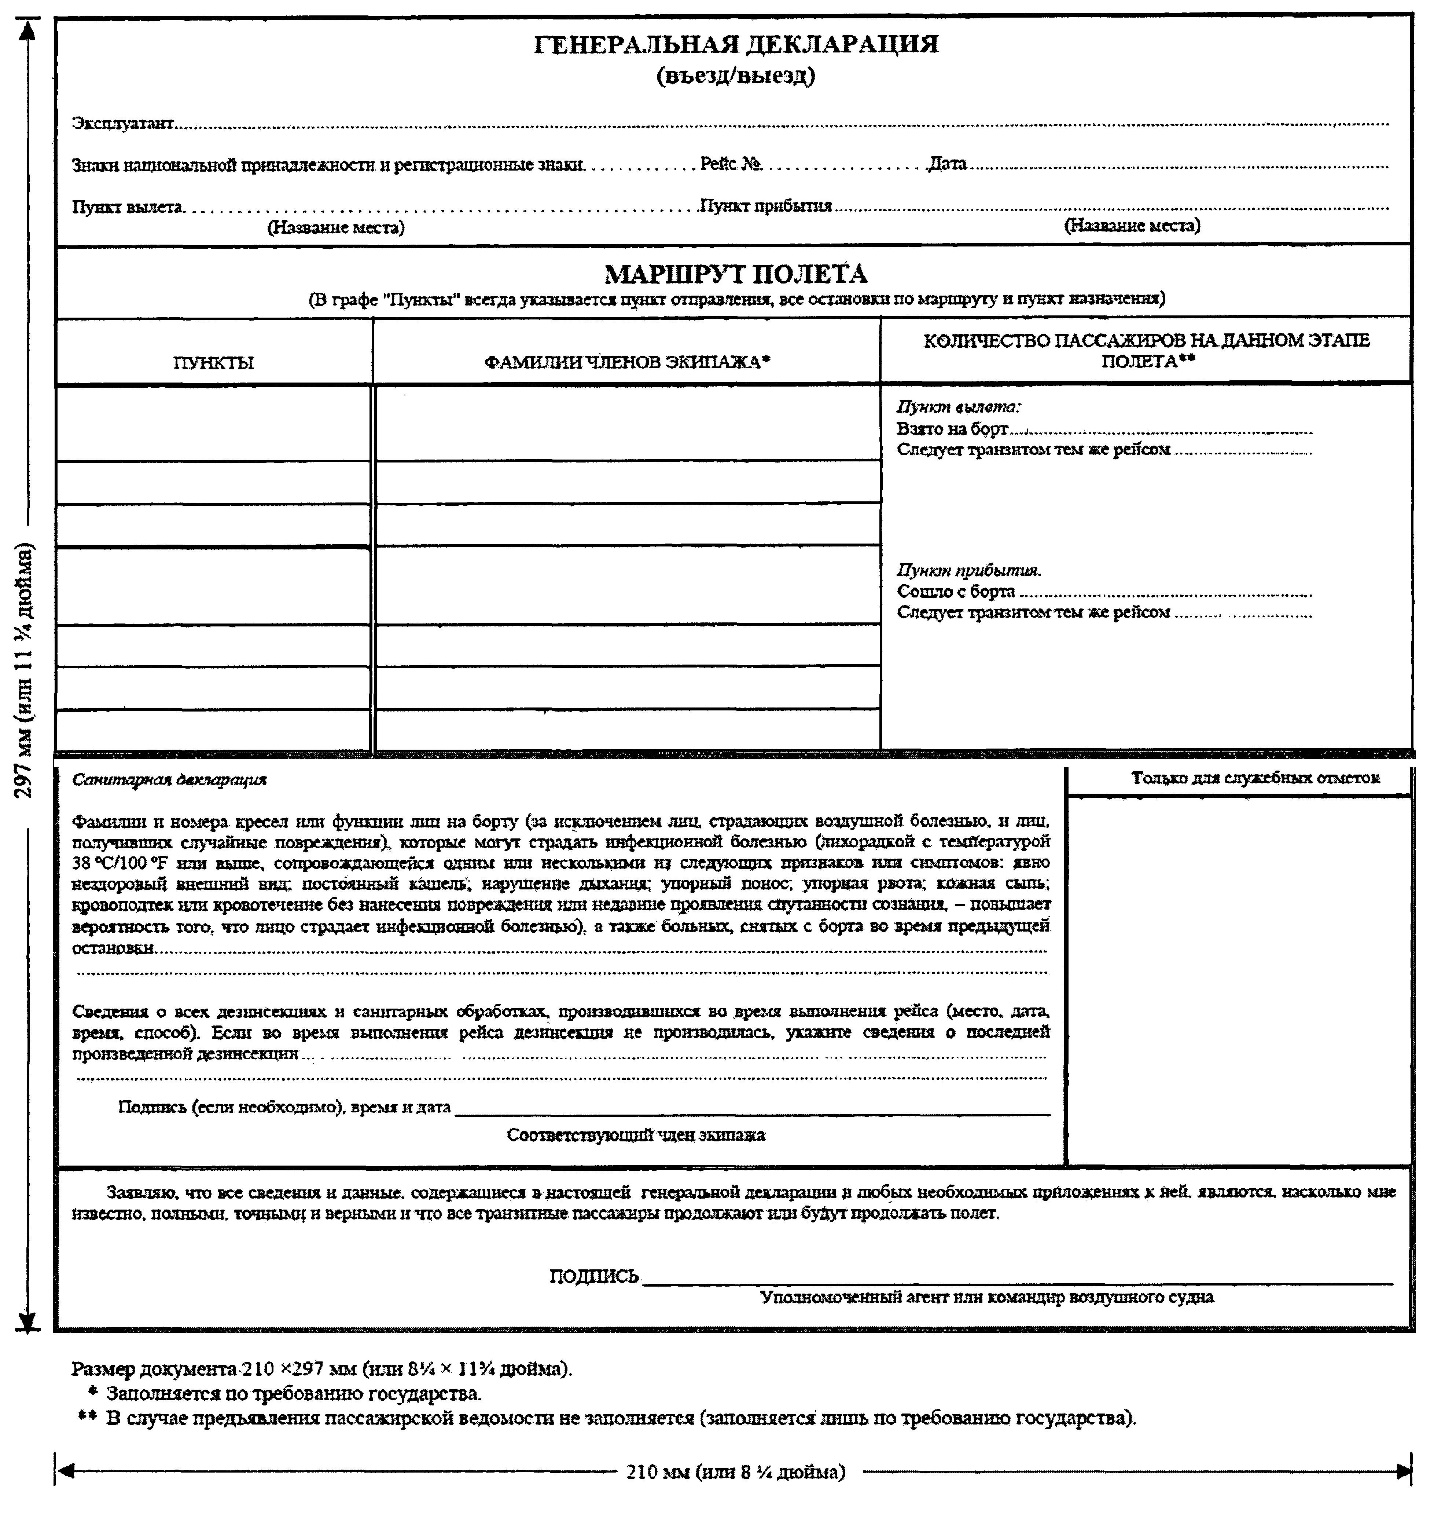 ГЕНЕРАЛЬНАЯ ДЕКЛАРАЦИЯ
(въезд/выезд)
Эксплуатант
Знаки национальной принадлежности и регистрационные знаки. . . . . . . . . . . . Рейс №. . . . . . . . . . . . . . . . . .Дата
Пункт вылета. . . . . . . . . . . . . . . . . . . . . . . . . . . . . . . . . . . . . . . . Пункт прибытия
(Название места) (Название места)
МАРШРУТ ПОЛЕТА
(В графе "Пункты" всегда указывается пункт отправления, все остановки по маршруту и пункт назначения)
ПУНКТЫ
ФАМИЛИИ ЧЛЕНОВ ЭКИПАЖА*
КОЛИЧЕСТВО ПАССАЖИРОВ НА ДАННОМ ЭТАПЕ
ПОЛЕТА**
Пункт вылета:
Взято на борт
Следует транзитом тем же рейсом
Пункт прибытия.
Сошло с борта
Следует транзитом тем же рейсом
Санитарная декларация
Фамилии и номера кресел или функции лиц на борту (за исключением лиц, страдающих воздушной болезнью, и лиц,
получивших случайные повреждения), которые могут страдать инфекционной болезнью (лихорадкой с температурой
38 °C/100 °F или выше, сопровождающейся одним или несколькими из следующих признаков или симптомов: явно
нездоровый внешний вид; постоянный кашель; нарушение дыхания; упорный понос; упорная рвота; кожная сыпь;
кровоподтек или кровотечение без нанесения повреждения или недавние проявления спутанности сознания, – повышает
вероятность того, что лицо страдает инфекционной болезнью), а также больных, снятых с борта во время предыдущей
остановки
Сведения о всех дезинсекциях и санитарных обработках, производившихся во время выполнения рейса (место, дата,
время, способ). Если во время выполнения рейса дезинсекция не производилась, укажите сведения о последней
произведенной дезинсекции
Подпись (если необходимо), время и дата
Соответствующий член экипажа
Только для служебных отметок
Заявляю, что все сведения и данные, содержащиеся в настоящей генеральной декларации и любых необходимых приложениях к ней, являются, насколько мне
известно, полными, точными и верными и что все транзитные пассажиры продолжают или будут продолжать полет.
ПОДПИСЬ
Уполномоченный агент или командир воздушного судна
297 мм (или 11 ¾ дюйма)
Размер документа 210 ×297 мм (или 8¼ × 11¾ дюйма).
* Заполняется по требованию государства.
** В случае предъявления пассажирской ведомости не заполняется (заполняется лишь по требованию государства).
210 мм (или 8 ¼ дюйма)